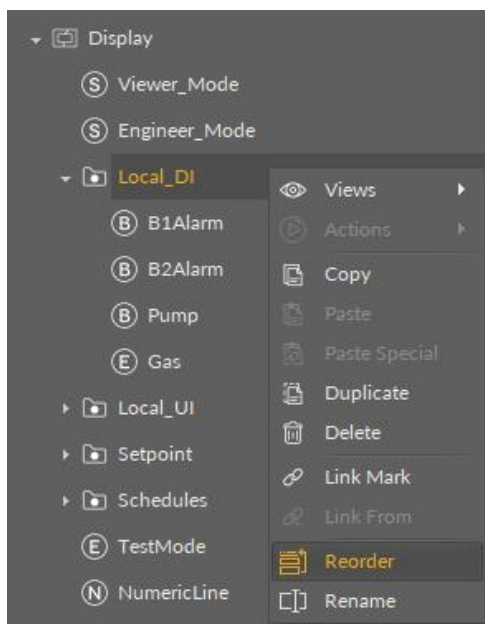 Display
S Viewer_Mode
S Engineer_Mode
Local_DI
B B1Alarm
B B2Alarm
B Pump
E Gas
Local_UI
Setpoint
Schedules
E TestMode
N NumericLine
Views
Actions
Copy
Paste
Paste Special
Duplicate
Delete
Link Mark
Link From
Reorder
Rename